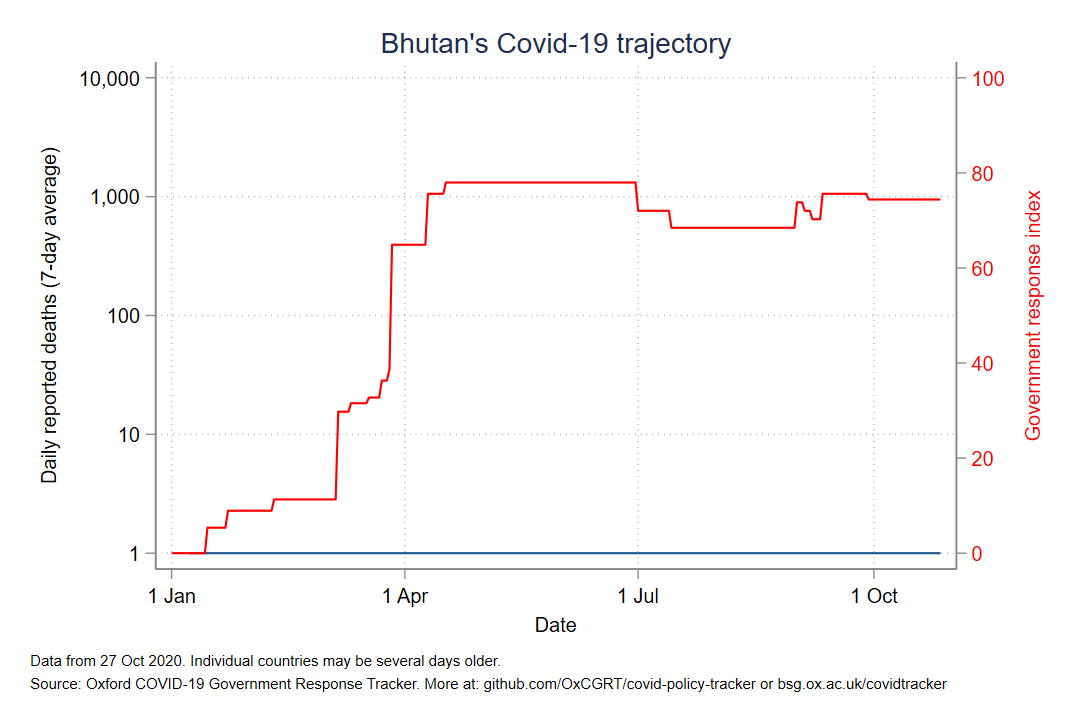 Bhutan's Covid-19 trajectory
10,000
1,000
100
10
1
Daily reported deaths (7-day average)
100
80
60
40
20
0
Government response index
1 Jan
1 Apr
1 Jul
1 Oct
Date
Data from 27 Oct 2020. Individual countries may be several days older.
Source: Oxford COVID-19 Government Response Tracker. More at: github.com/OxCGRT/covid-policy-tracker or bsg.ox.ac.uk/covidtracker